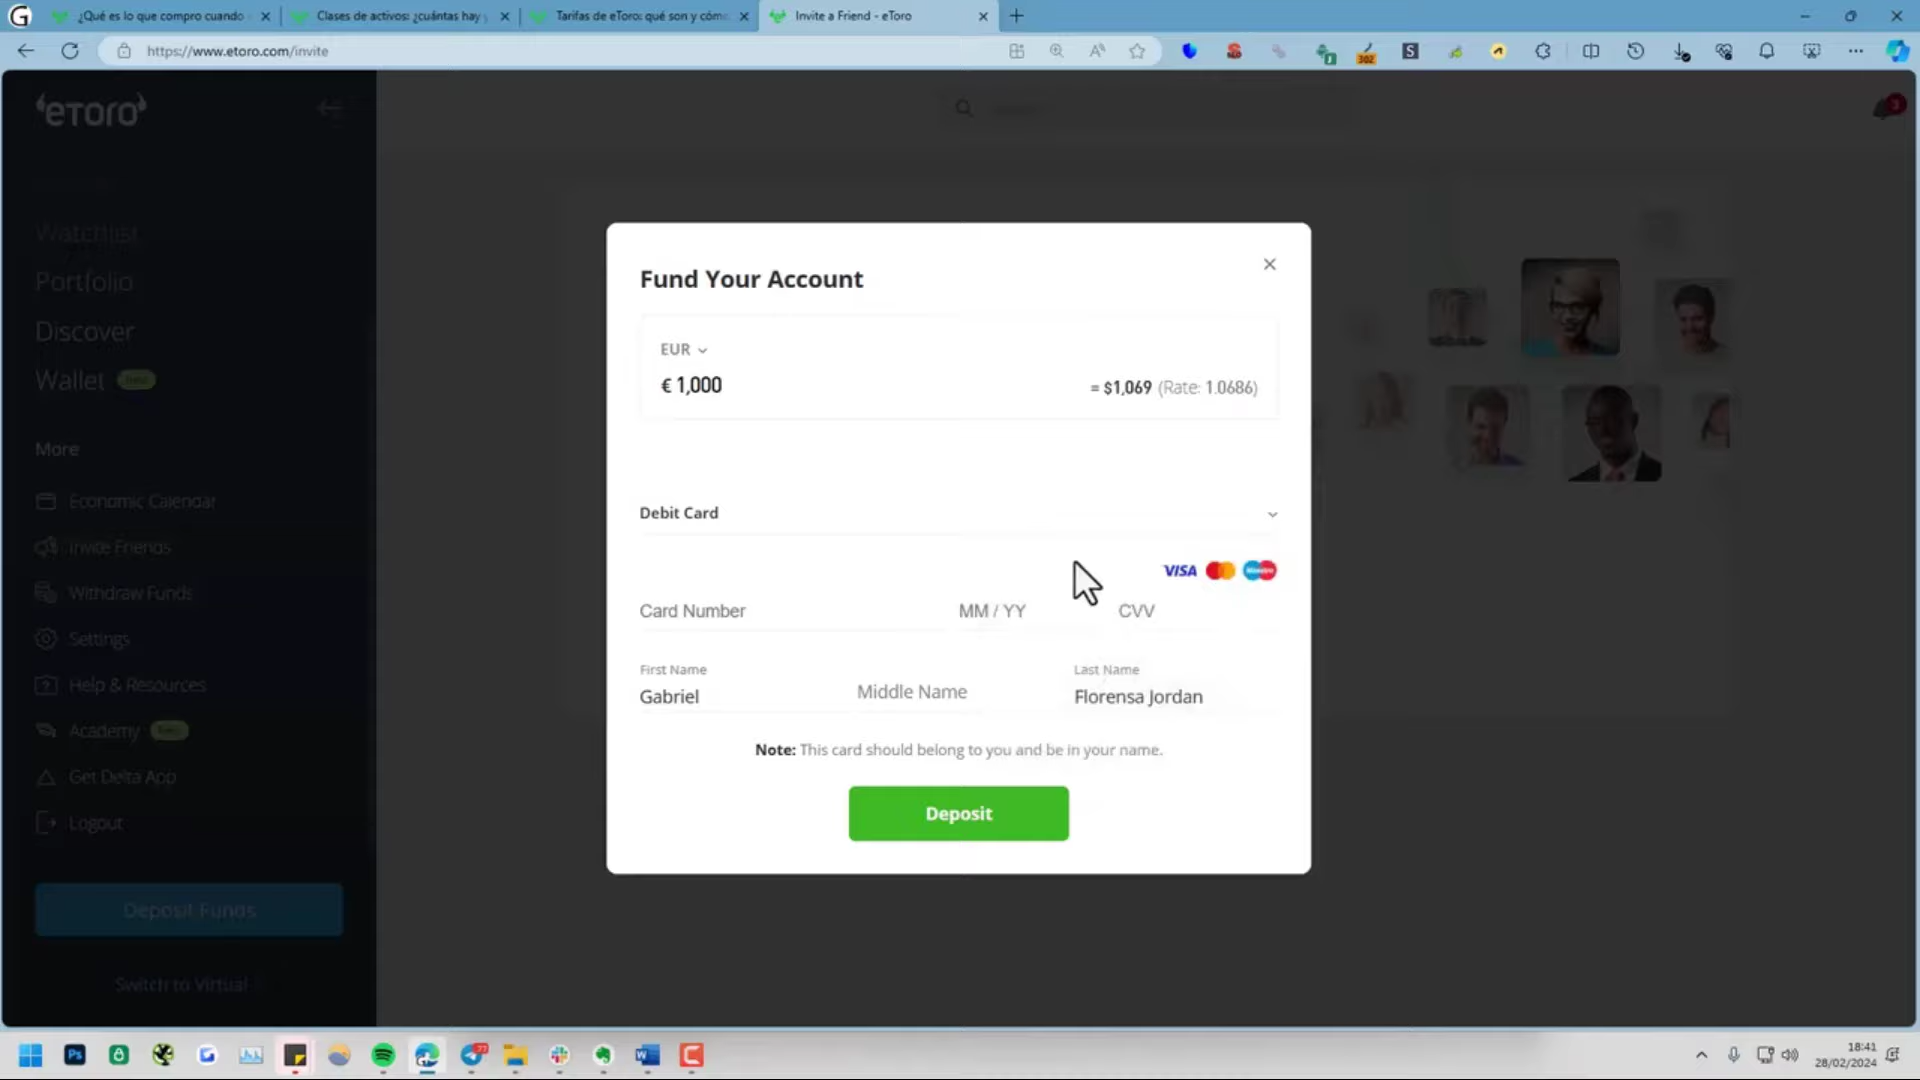 ¿Qué es lo que compro cuando
Clases de activos: ¿cuántas hay
Tarifas de eToro: qué son y cóm
Invite a Friend - eToro
https://www.etoro.com/invite
302
eToro
3
Watchlist
Portfolio
Discover
Wallet
More
Economic Calendar
Invite Friends
Withdraw Funds
Settings
Help & Resources
Academy
Get Delta App
Logout
Deposit Funds
Switch to Virtual
Fund Your Account
EUR
€ 1,000
= $1,069 (Rate: 1.0686)
Debit Card
VISA
Card Number
MM / YY
CVV
First Name
Gabriel
Middle Name
Last Name
Florensa Jordan
Note: This card should belong to you and be in your name.
Deposit
18:41
28/02/2024